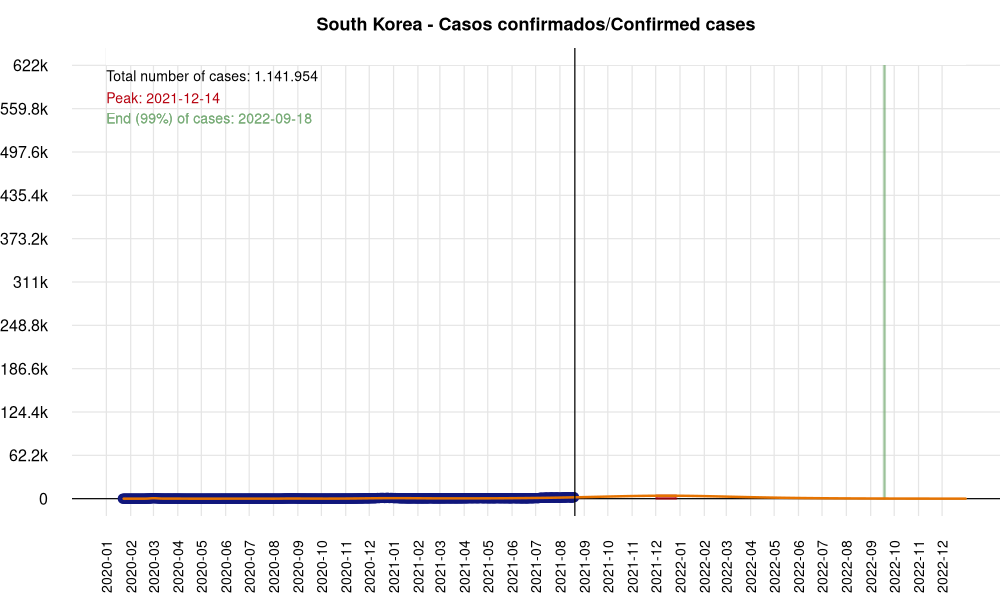 South Korea - Casos confirmados/Confirmed cases
Total number of cases: 1.141.954
Peak: 2021-12-14
End (99%) of cases: 2022-09-18
622k
559.8k
497.6k
435.4k
373.2k
311k
248.8k
186.6k
124.4k
62.2k
0
2020-01
2020-02
2020-03
2020-04
2020-05
2020-06
2020-07
2020-08
2020-09
2020-10
2020-11
2020-12
2021-01
2021-02
2021-03
2021-04
2021-05
2021-06
2021-07
2021-08
2021-09
2021-10
2021-11
2021-12
2022-01
2022-02
2022-03
2022-04
2022-05
2022-06
2022-07
2022-08
2022-09
2022-10
2022-11
2022-12